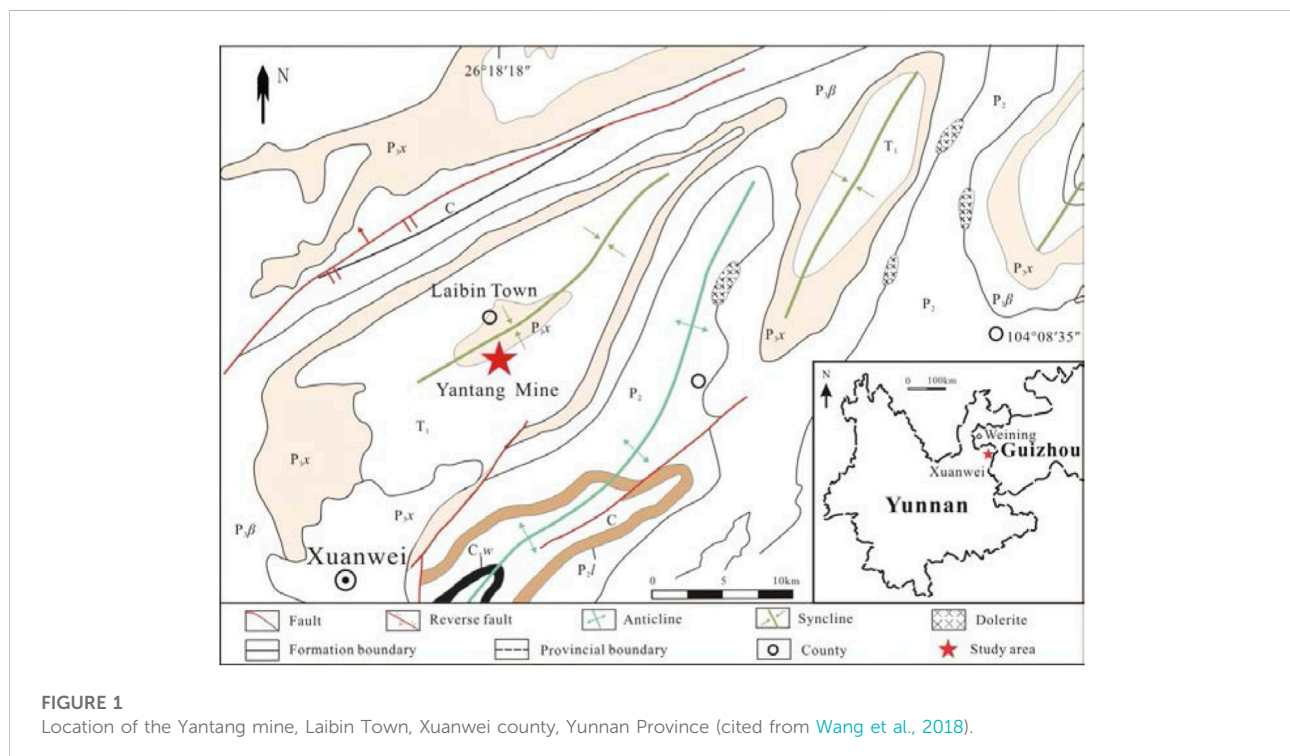 N
26°18′18″
P₃β
P₂
P₃x
T₁
C
Laibin Town
P₃x
P₃x
P₃β
P₂
104°08′35″
Yantang Mine
P₂
P₃x
T₁
P₃x
P₃x
P₃β
Xuanwei
C₁w
C
P₂l
0 5 10km
N
0 100km
Weining
Guizhou
Xuanwei
Yunnan
Fault Reverse fault Anticline Syncline Dolerite
Formation boundary Provincial boundary County Study area
FIGURE 1
Location of the Yantang mine, Laibin Town, Xuanwei county, Yunnan Province (cited from Wang et al., 2018).